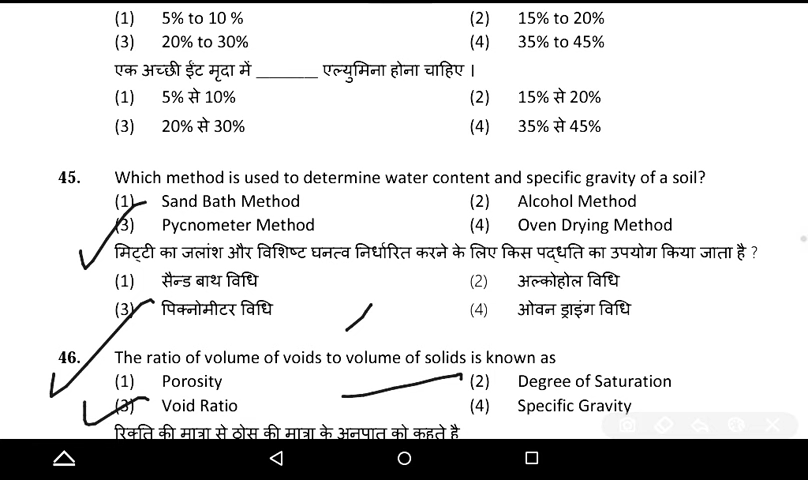 (1) 5% to 10 % (2) 15% to 20%
(3) 20% to 30% (4) 35% to 45%
एक अच्छी ईंट मृदा में ________ एल्युमिना होना चाहिए ।
(1) 5% से 10% (2) 15% से 20%
(3) 20% से 30% (4) 35% से 45%
45. Which method is used to determine water content and specific gravity of a soil?
(1) Sand Bath Method (2) Alcohol Method
(3) Pycnometer Method (4) Oven Drying Method
मिट्टी का जलांश और विशिष्ट घनत्व निर्धारित करने के लिए किस पद्धति का उपयोग किया जाता है ?
(1) सैन्ड बाथ विधि (2) अल्कोहोल विधि
(3) पिक्नोमीटर विधि (4) ओवन ड्राइंग विधि
46. The ratio of volume of voids to volume of solids is known as
(1) Porosity (2) Degree of Saturation
(3) Void Ratio (4) Specific Gravity
रिक्ति की मात्रा से ठोस की मात्रा के अनुपात को कहते है